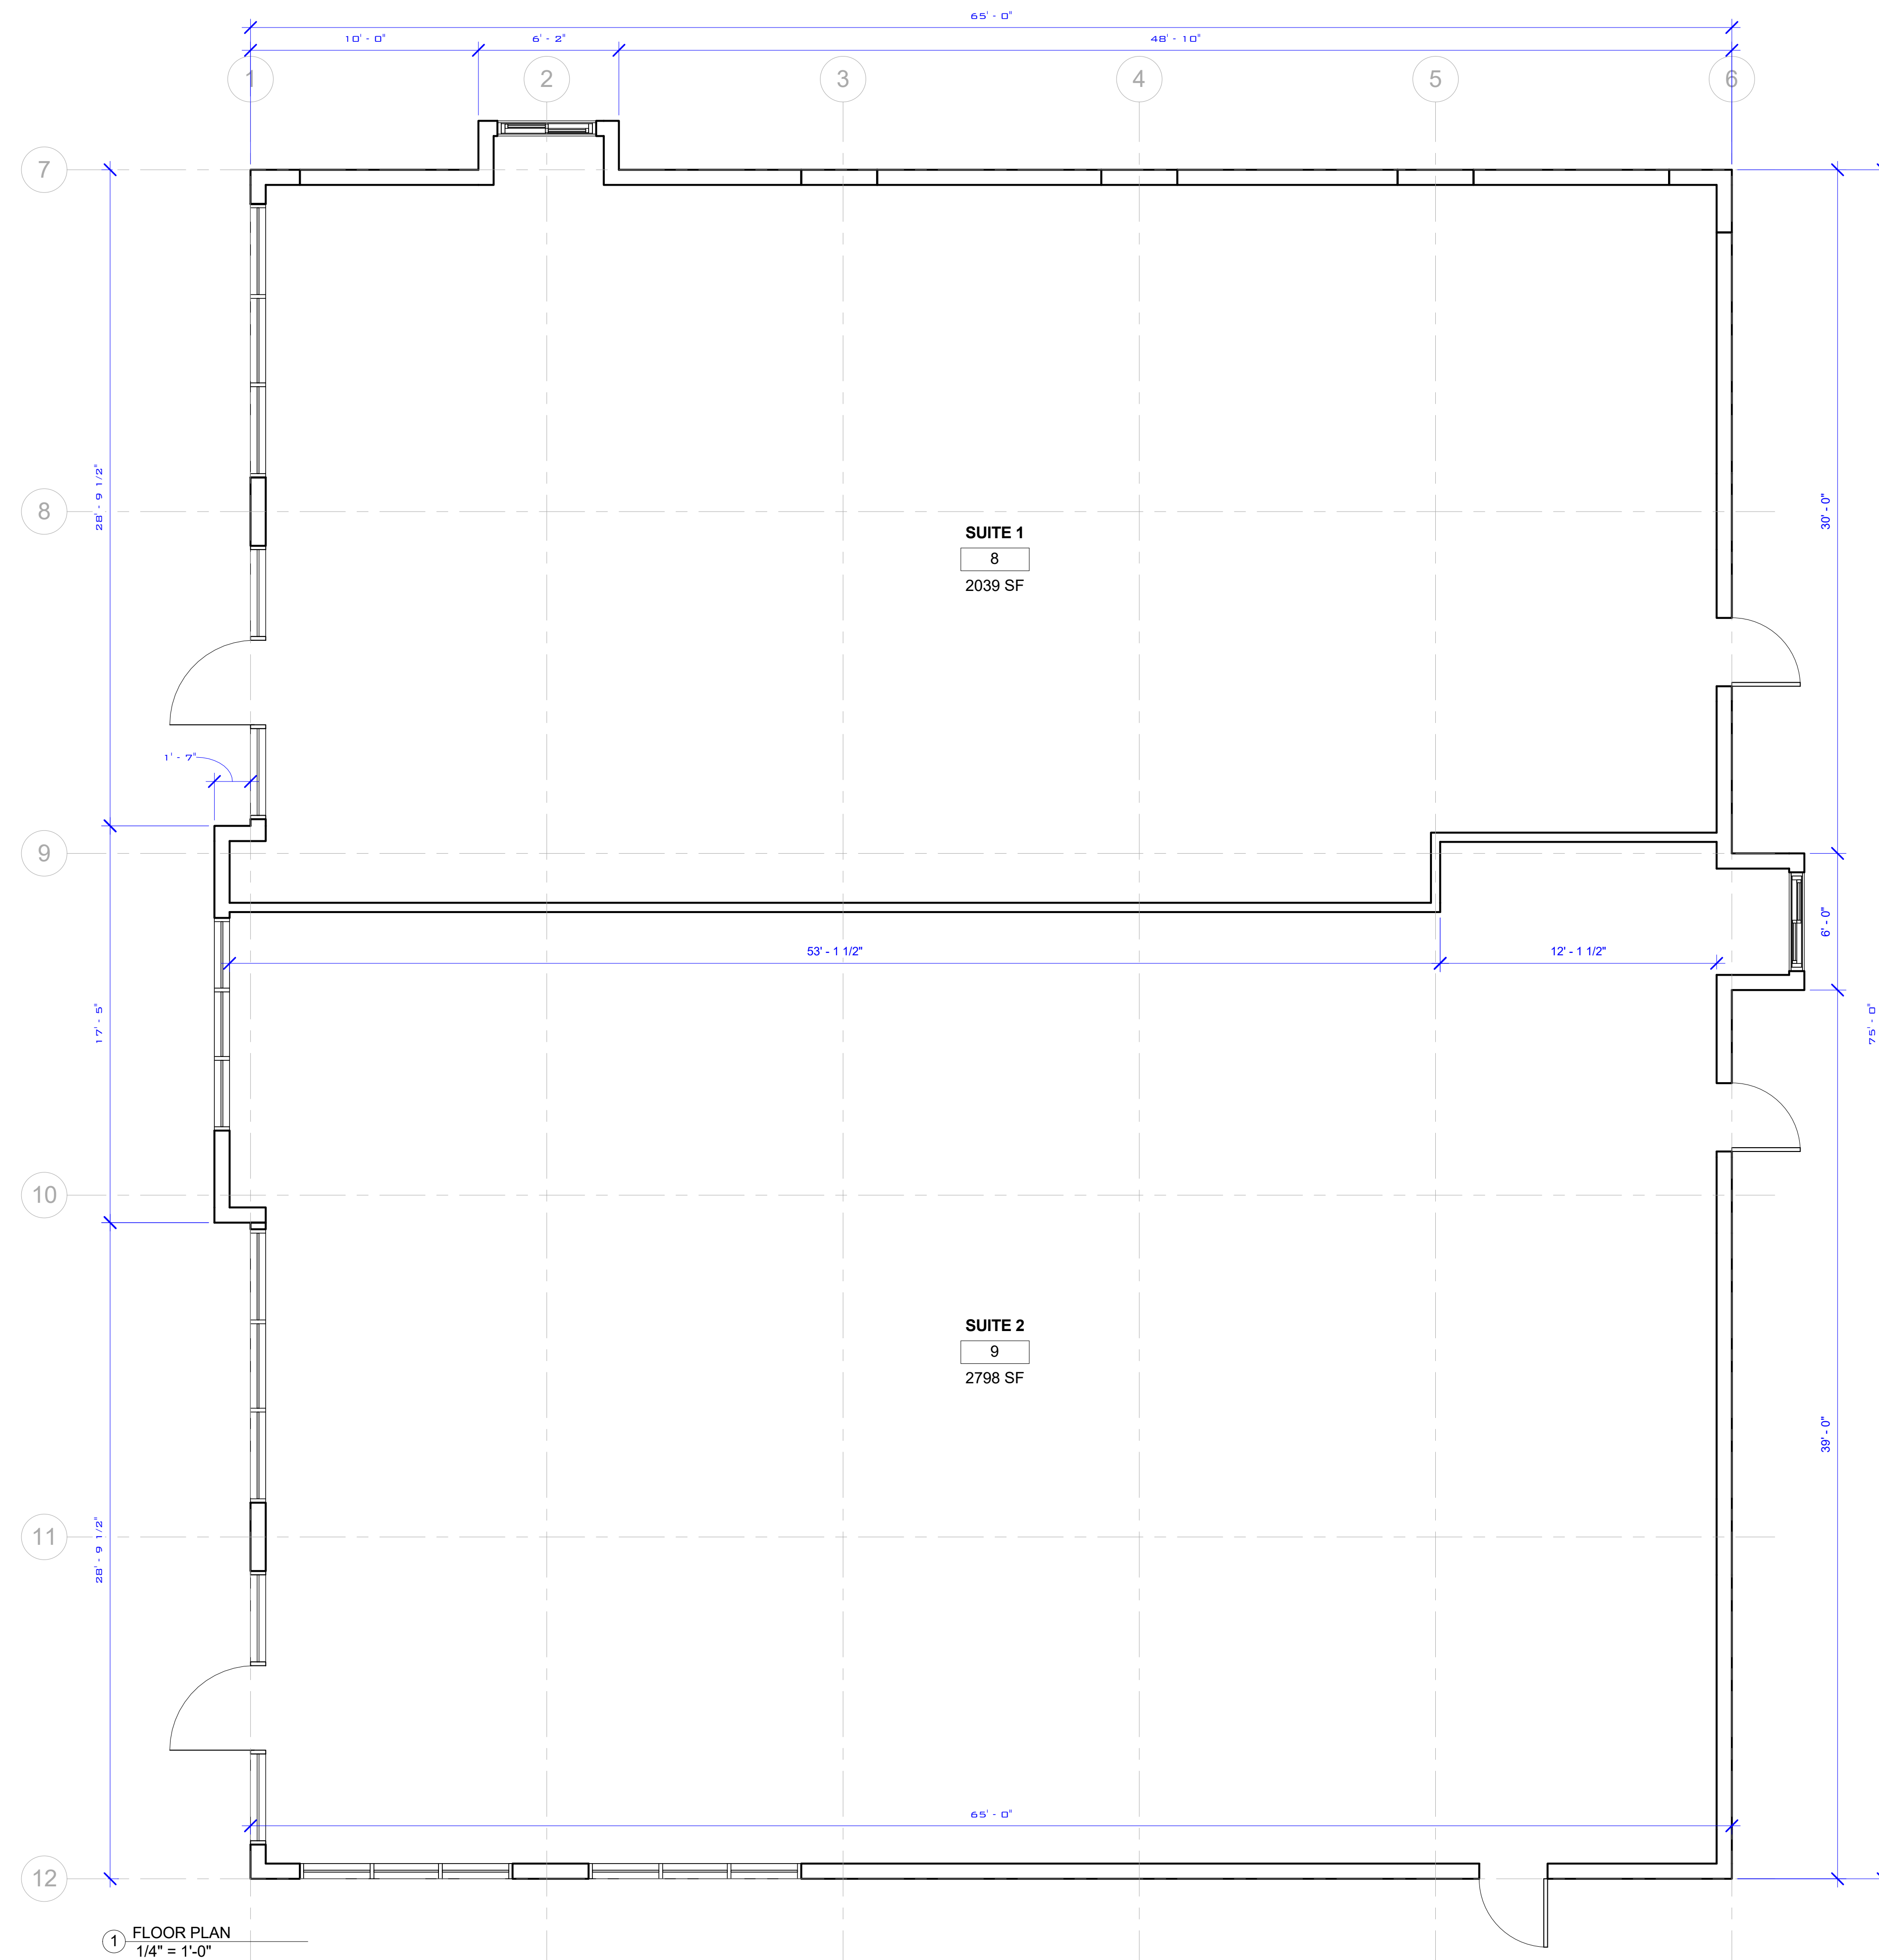 65' - 0"
10' - 0"
6' - 2"
48' - 10"
1
2
3
4
5
6
7
8
28' - 9 1/2"
30' - 0"
SUITE 1
8
2039 SF
1' - 7"
9
6' - 0"
53' - 1 1/2"
12' - 1 1/2"
17' - 5"
75' - 0"
10
SUITE 2
9
2798 SF
39' - 0"
11
28' - 9 1/2"
65' - 0"
12
1
FLOOR PLAN
1/4" = 1'-0"